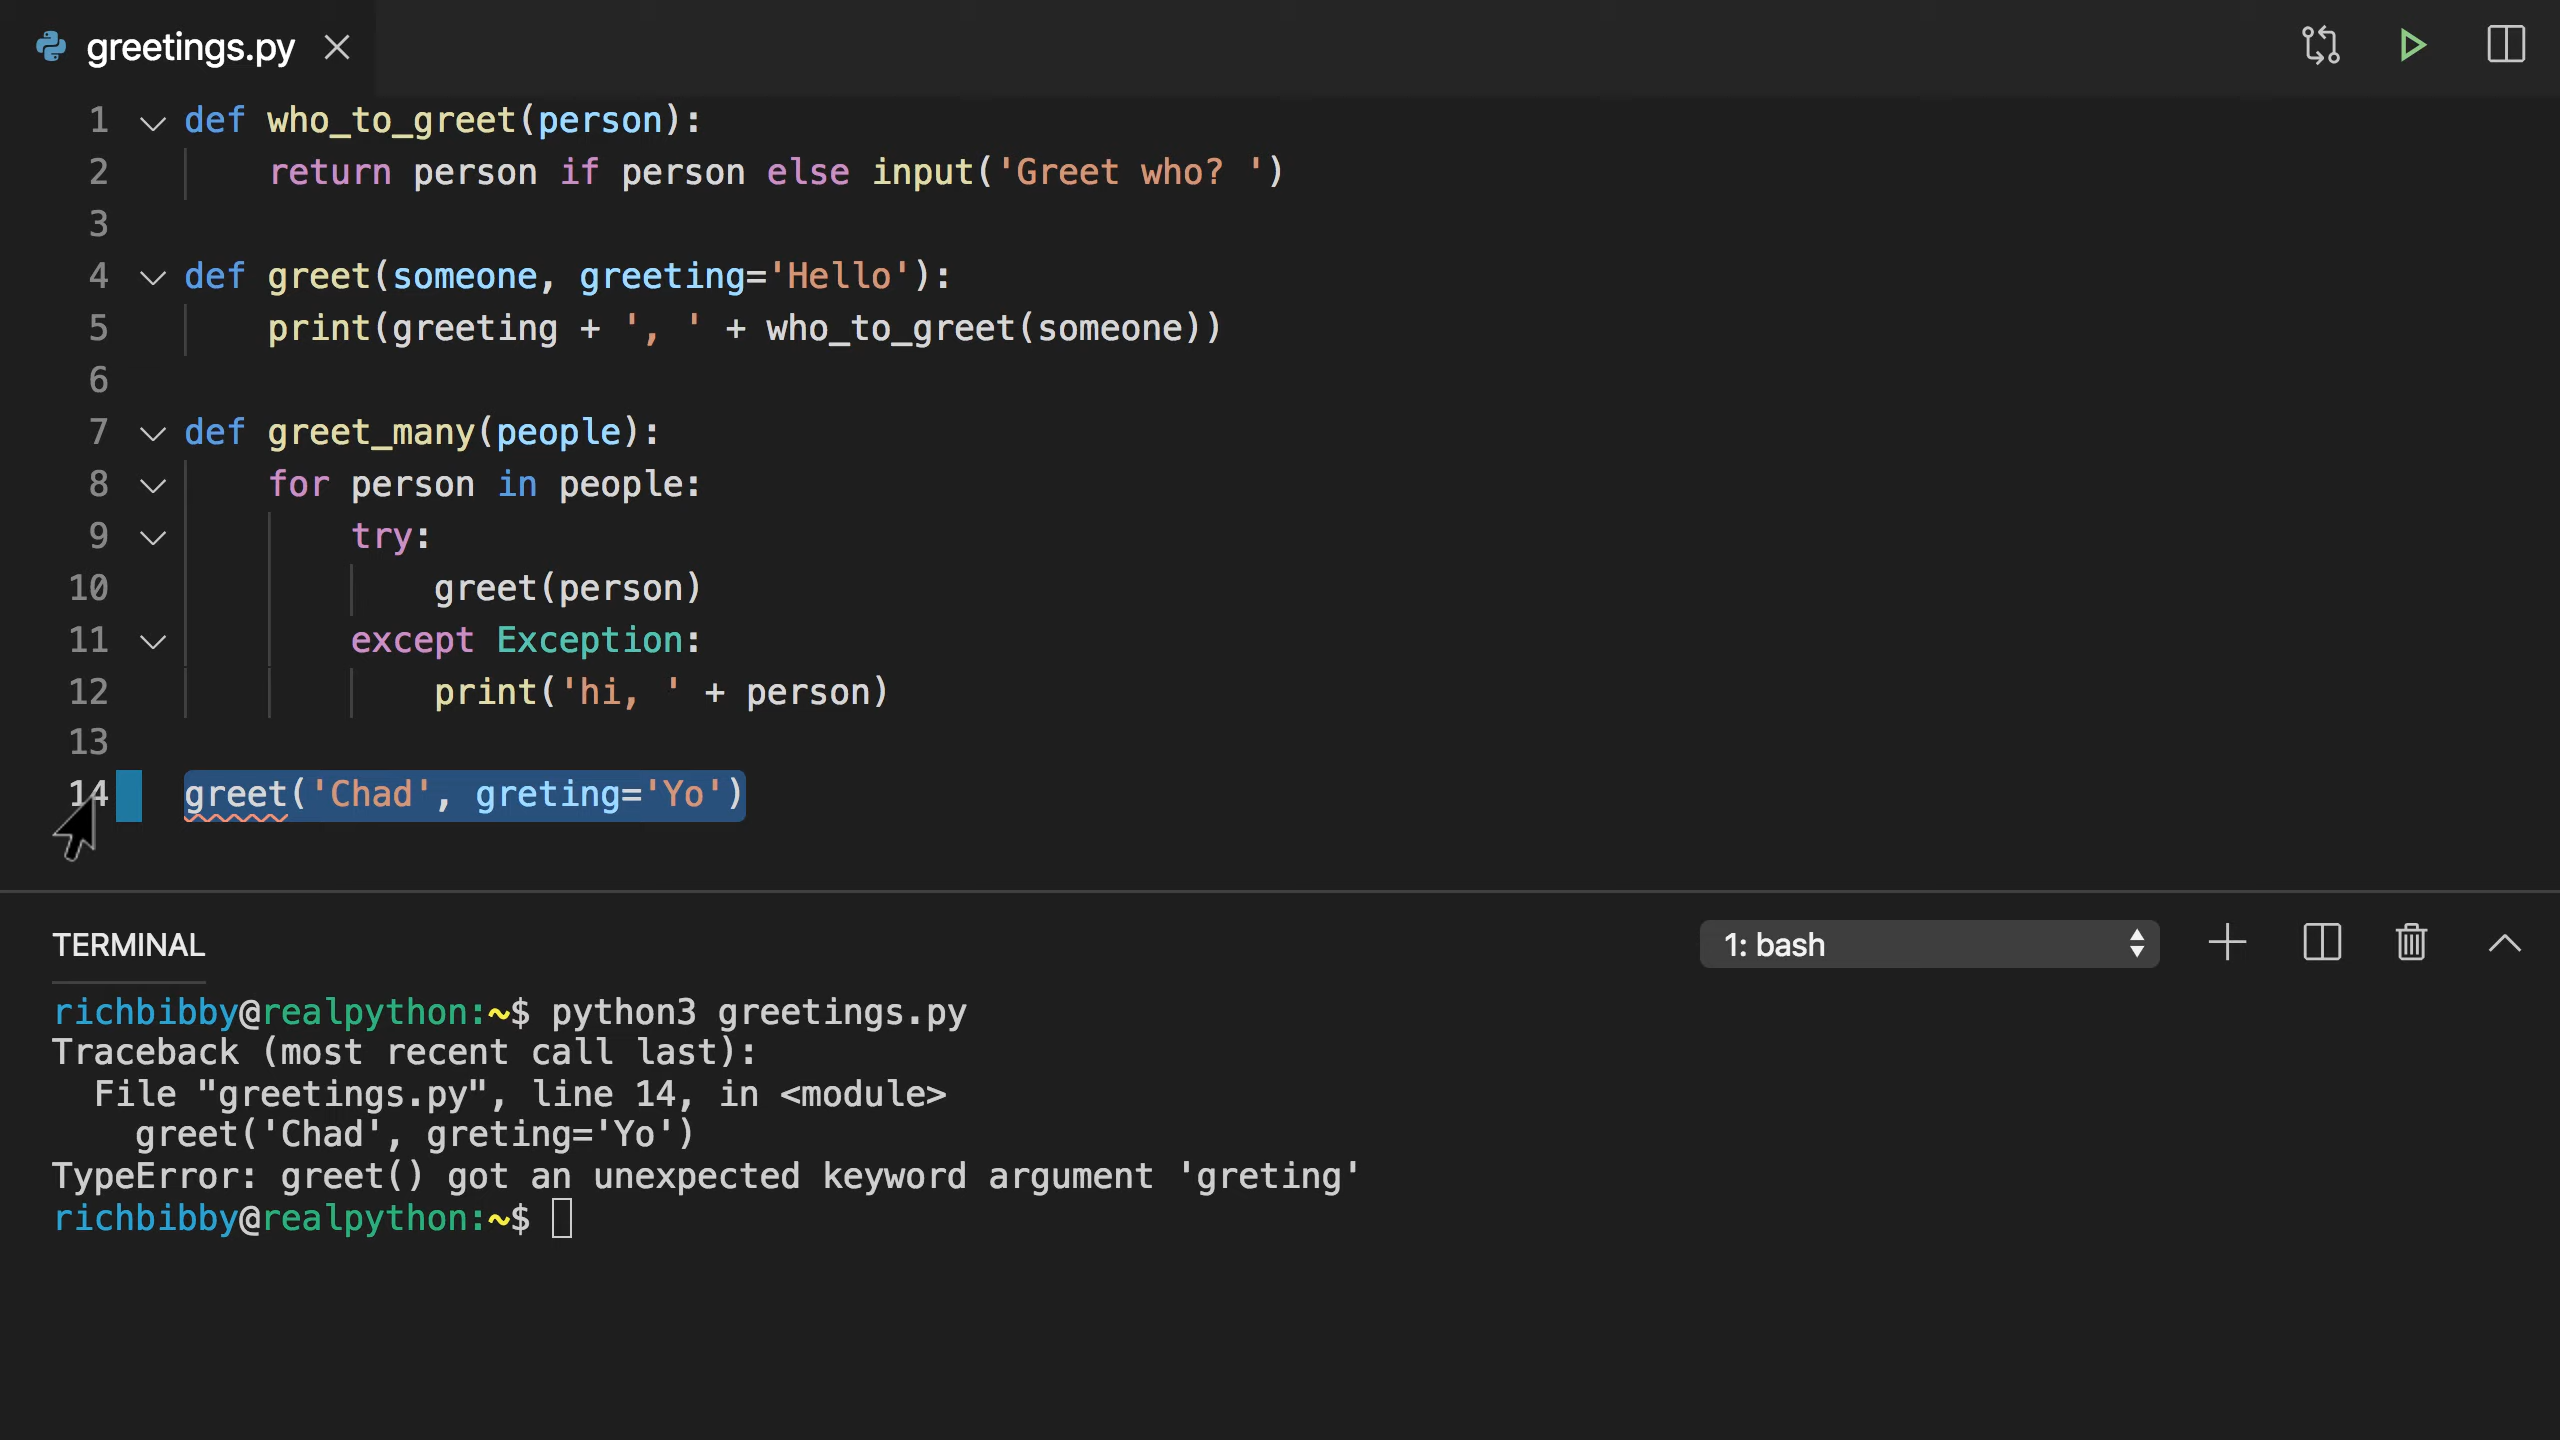 greetings.py
1 def who_to_greet(person):
2     return person if person else input('Greet who? ')
3
4 def greet(someone, greeting='Hello'):
5     print(greeting + ', ' + who_to_greet(someone))
6
7 def greet_many(people):
8     for person in people:
9         try:
10             greet(person)
11         except Exception:
12             print('hi, ' + person)
13
14 greet('Chad', greting='Yo')
TERMINAL
1: bash
richbibby@realpython:~$ python3 greetings.py
Traceback (most recent call last):
  File "greetings.py", line 14, in <module>
    greet('Chad', greting='Yo')
TypeError: greet() got an unexpected keyword argument 'greting'
richbibby@realpython:~$